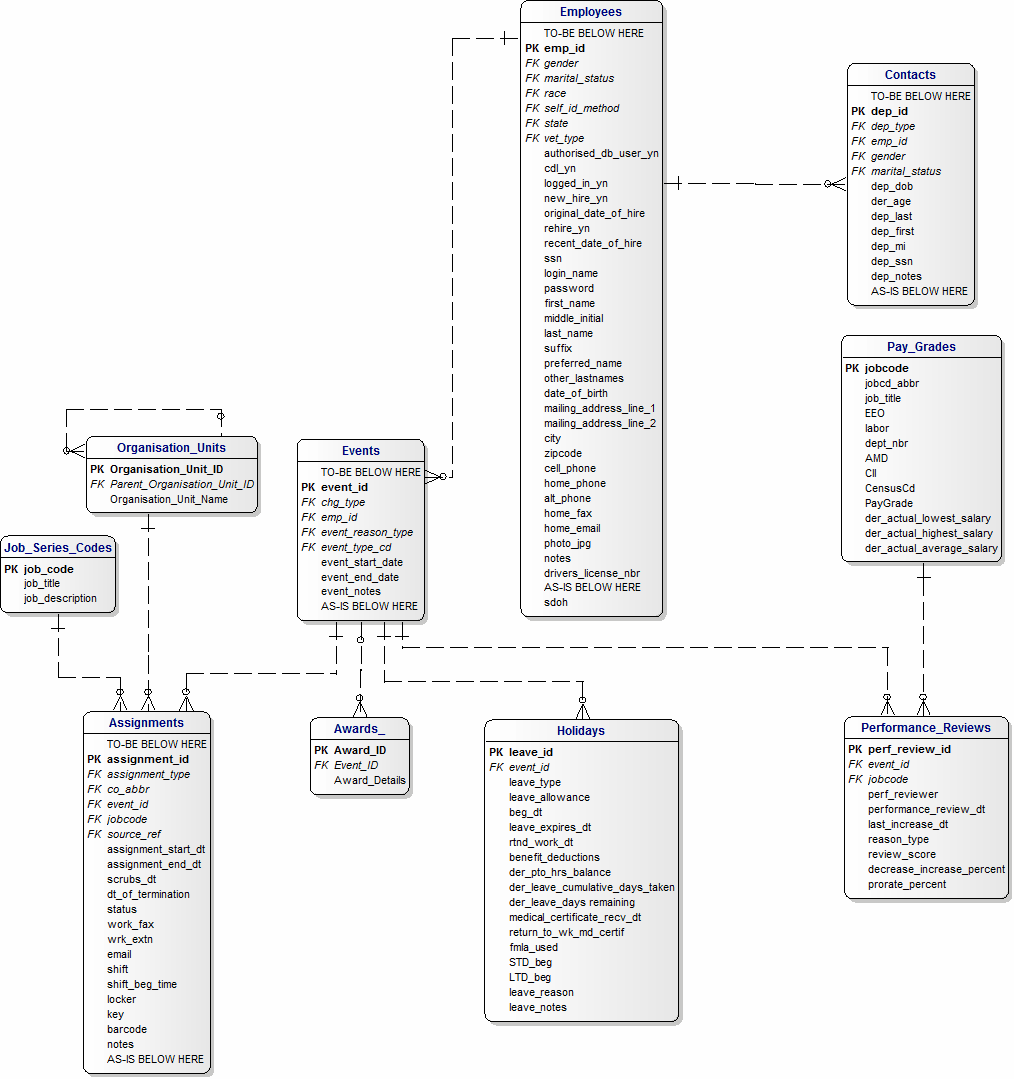 Employees
TO-BE BELOW HERE
PK emp_id
FK gender
FK marital_status
FK race
FK self_id_method
FK state
FK vet_type
authorised_db_user_yn
cdl_yn
logged_in_yn
new_hire_yn
original_date_of_hire
rehire_yn
recent_date_of_hire
ssn
login_name
password
first_name
middle_initial
last_name
suffix
preferred_name
other_lastnames
date_of_birth
mailing_address_line_1
mailing_address_line_2
city
zipcode
cell_phone
home_phone
alt_phone
home_fax
home_email
photo_jpg
notes
drivers_license_nbr
AS-IS BELOW HERE
sdoh
Contacts
TO-BE BELOW HERE
PK dep_id
FK dep_type
FK emp_id
FK gender
FK marital_status
dep_dob
der_age
dep_last
dep_first
dep_mi
dep_ssn
dep_notes
AS-IS BELOW HERE
Pay_Grades
PK jobcode
jobcd_abbr
job_title
EEO
labor
dept_nbr
AMD
CII
CensusCd
PayGrade
der_actual_lowest_salary
der_actual_highest_salary
der_actual_average_salary
Organisation_Units
PK Organisation_Unit_ID
FK Parent_Organisation_Unit_ID
Organisation_Unit_Name
Events
TO-BE BELOW HERE
PK event_id
FK chg_type
FK emp_id
FK event_reason_type
FK event_type_cd
event_start_date
event_end_date
event_notes
AS-IS BELOW HERE
Job_Series_Codes
PK job_code
job_title
job_description
Assignments
TO-BE BELOW HERE
PK assignment_id
FK assignment_type
FK co_abbr
FK event_id
FK jobcode
FK source_ref
assignment_start_dt
assignment_end_dt
scrubs_dt
dt_of_termination
status
work_fax
wrk_extn
email
shift
shift_beg_time
locker
key
barcode
notes
AS-IS BELOW HERE
Awards_
PK Award_ID
FK Event_ID
Award_Details
Holidays
PK leave_id
FK event_id
leave_type
leave_allowance
beg_dt
leave_expires_dt
rtnd_work_dt
benefit_deductions
der_pto_hrs_balance
der_leave_cumulative_days_taken
der_leave_days remaining
medical_certificate_recv_dt
return_to_wk_md_certif
fmla_used
STD_beg
LTD_beg
leave_reason
leave_notes
Performance_Reviews
PK perf_review_id
FK event_id
FK jobcode
perf_reviewer
performance_review_dt
last_increase_dt
reason_type
review_score
decrease_increase_percent
prorate_percent